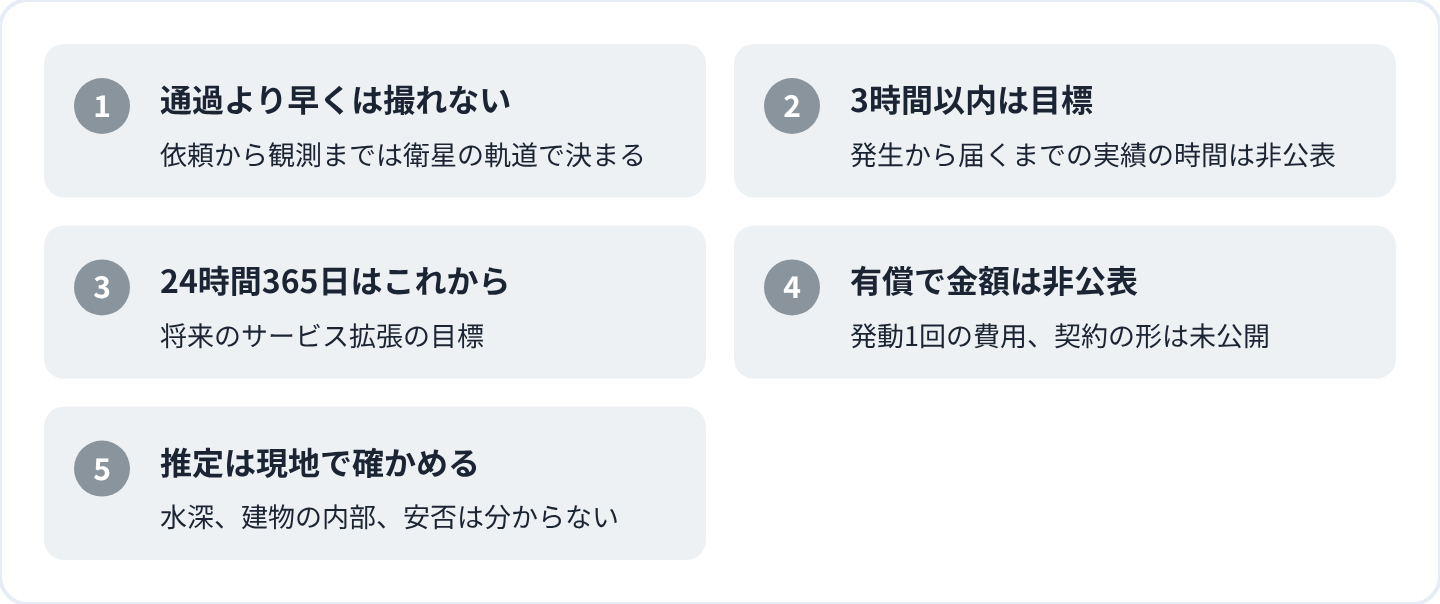 1
通過より早くは撮れない
依頼から観測までは衛星の軌道で決まる
2
3時間以内は目標
発生から届くまでの実績の時間は非公表
3
24時間365日はこれから
将来のサービス拡張の目標
4
有償で金額は非公表
発動1回の費用、契約の形は未公開
5
推定は現地で確かめる
水深、建物の内部、安否は分からない